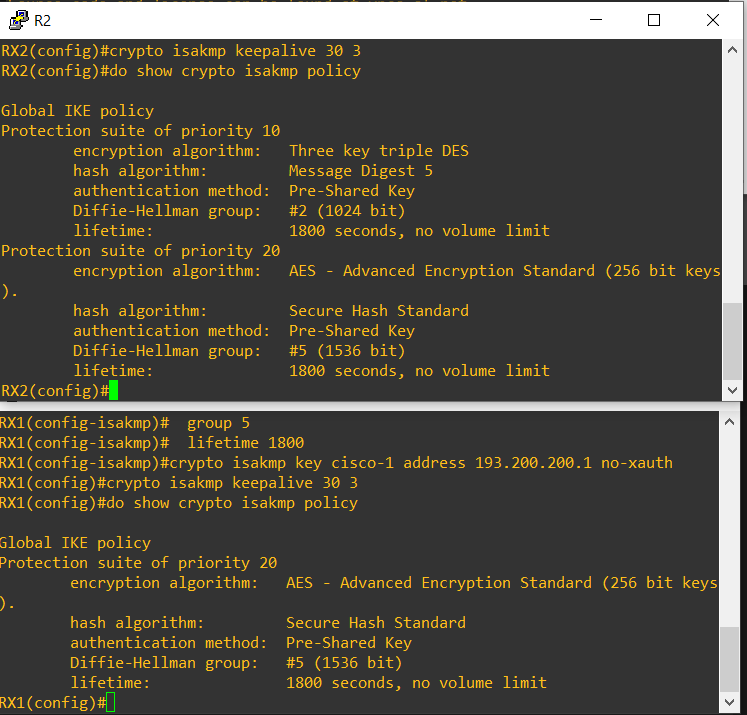 R2
RX2(config)#crypto isakmp keepalive 30 3
RX2(config)#do show crypto isakmp policy
Global IKE policy
Protection suite of priority 10
encryption algorithm: Three key triple DES
hash algorithm: Message Digest 5
authentication method: Pre-Shared Key
Diffie-Hellman group: #2 (1024 bit)
lifetime: 1800 seconds, no volume limit
Protection suite of priority 20
encryption algorithm: AES - Advanced Encryption Standard (256 bit keys
).
hash algorithm: Secure Hash Standard
authentication method: Pre-Shared Key
Diffie-Hellman group: #5 (1536 bit)
lifetime: 1800 seconds, no volume limit
RX2(config)#
RX1(config-isakmp)# group 5
RX1(config-isakmp)# lifetime 1800
RX1(config-isakmp)#crypto isakmp key cisco-1 address 193.200.200.1 no-xauth
RX1(config)#crypto isakmp keepalive 30 3
RX1(config)#do show crypto isakmp policy
Global IKE policy
Protection suite of priority 20
encryption algorithm: AES - Advanced Encryption Standard (256 bit keys
).
hash algorithm: Secure Hash Standard
authentication method: Pre-Shared Key
Diffie-Hellman group: #5 (1536 bit)
lifetime: 1800 seconds, no volume limit
RX1(config)#